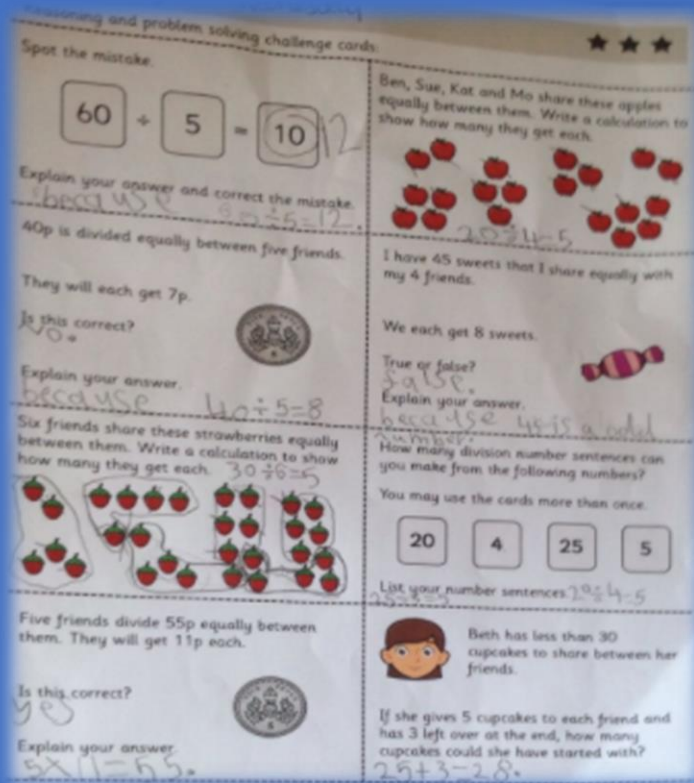 Reasoning and problem solving challenge cards
Spot the mistake.
60 ÷ 5 = 10 12
Explain your answer and correct the mistake.
because 60÷5=12.
Ben, Sue, Kat and Mo share these apples
equally between them. Write a calculation to
show how many they get each.
20÷4=5
40p is divided equally between five friends.
They will each get 7p.
Is this correct?
No.
Explain your answer.
because 40÷5=8
I have 45 sweets that I share equally with
my 4 friends.
We each get 8 sweets.
True or false?
false.
Explain your answer.
because 45 is a odd
number.
Six friends share these strawberries equally
between them. Write a calculation to show
how many they get each. 30÷6=5
How many division number sentences can
you make from the following numbers?
You may use the cards more than once.
20 4 25 5
List your number sentences. 20÷4=5
25÷5=5
Five friends divide 55p equally between
them. They will get 11p each.
Is this correct?
yes
Explain your answer.
5X11=55.
Beth has less than 30
cupcakes to share between her
friends.
If she gives 5 cupcakes to each friend and
has 3 left over at the end, how many
cupcakes could she have started with?
25+3=28.